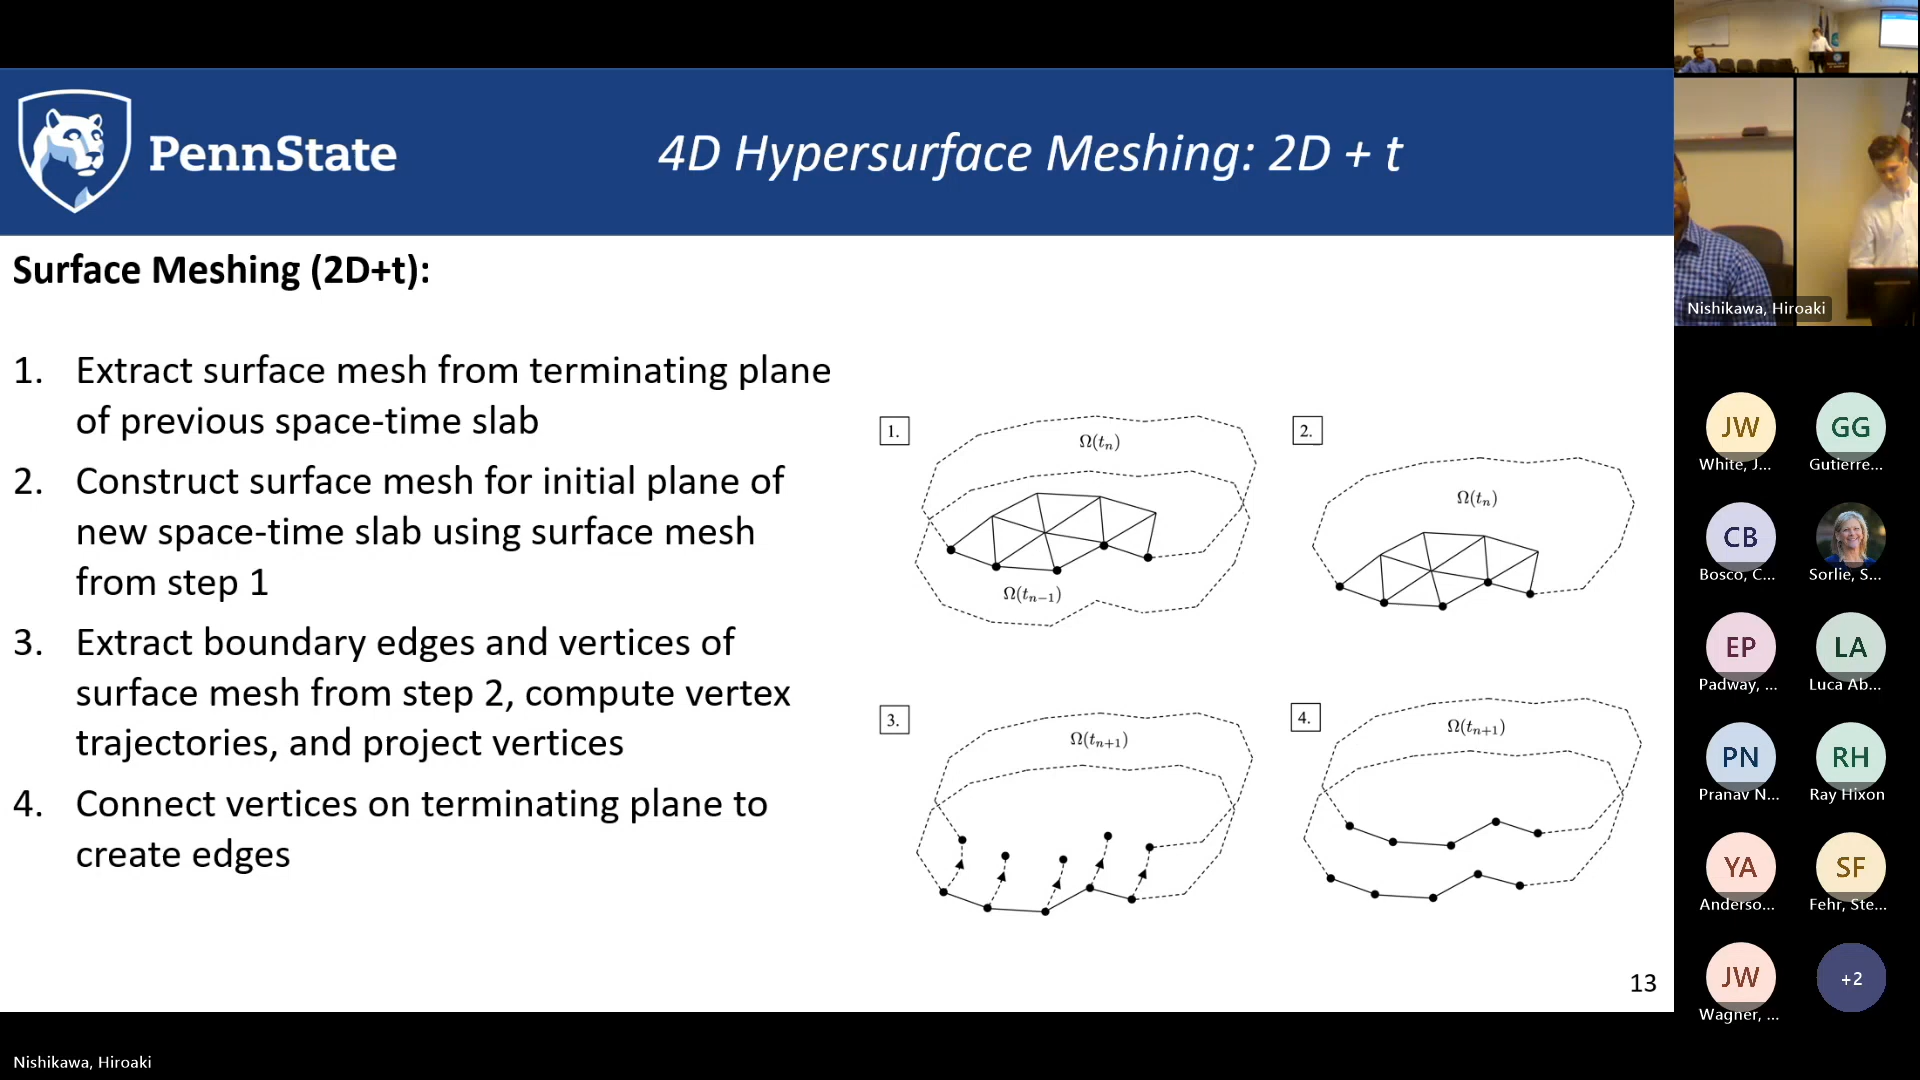 PennState
4D Hypersurface Meshing: 2D + t
Surface Meshing (2D+t):
1. Extract surface mesh from terminating plane
of previous space-time slab
2. Construct surface mesh for initial plane of
new space-time slab using surface mesh
from step 1
3. Extract boundary edges and vertices of
surface mesh from step 2, compute vertex
trajectories, and project vertices
4. Connect vertices on terminating plane to
create edges
1.
Ω(tₙ)
Ω(tₙ₋₁)
2.
Ω(tₙ)
3.
Ω(tₙ₊₁)
4.
Ω(tₙ₊₁)
13
Nishikawa, Hiroaki
JW
White, J...
GG
Gutierre...
CB
Bosco, C...
Sorlie, S...
EP
Padway, ...
LA
Luca Ab...
PN
Pranav N...
RH
Ray Hixon
YA
Anderso...
SF
Fehr, Ste...
JW
Wagner, ...
+2
Nishikawa, Hiroaki